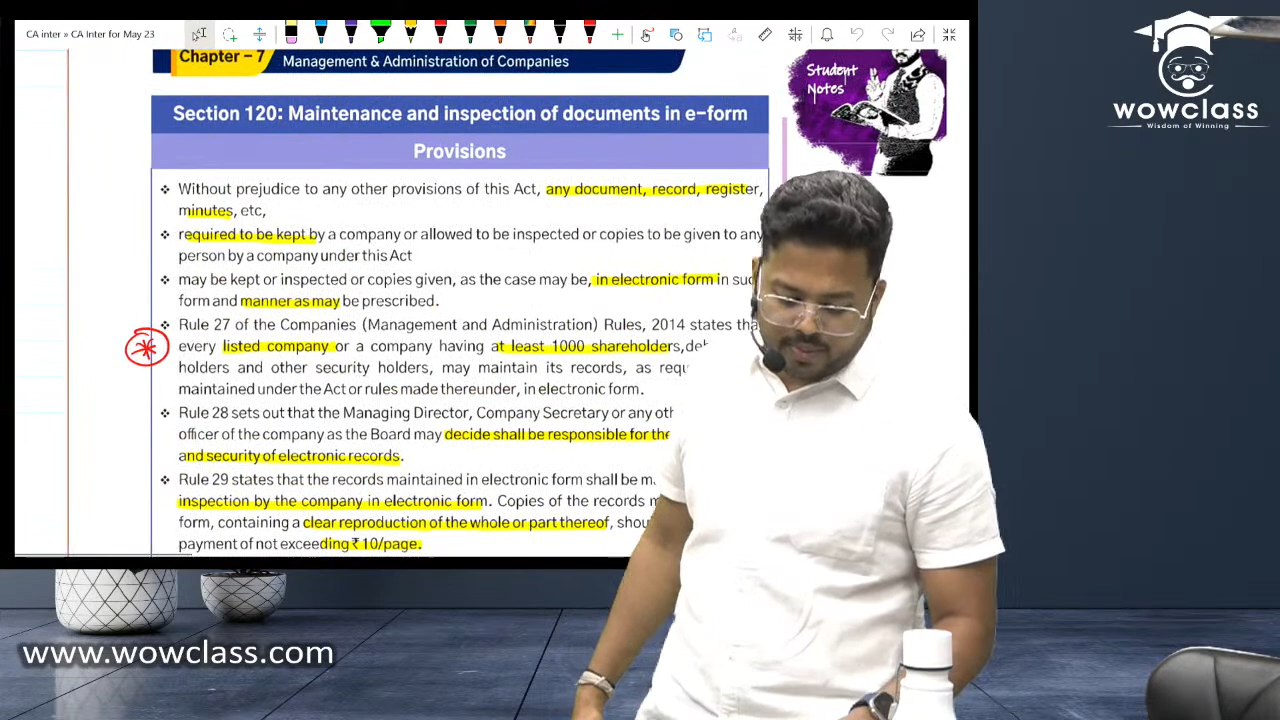 CA inter » CA Inter for May 23
Chapter – 7
Management & Administration of Companies
Student
Notes
wowclass
Wisdom of Winning
Section 120: Maintenance and inspection of documents in e-form
Provisions
❖ Without prejudice to any other provisions of this Act, any document, record, register,
minutes, etc,
❖ required to be kept by a company or allowed to be inspected or copies to be given to any
person by a company under this Act
❖ may be kept or inspected or copies given, as the case may be, in electronic form in
form and manner as may be prescribed.
❖ Rule 27 of the Companies (Management and Administration) Rules, 2014 states
every listed company or a company having at least 1000 shareholders,
holders and other security holders, may maintain its records, as
maintained under the Act or rules made thereunder, in electronic form.
❖ Rule 28 sets out that the Managing Director, Company Secretary or any
officer of the company as the Board may decide shall be responsible for
and security of electronic records.
❖ Rule 29 states that the records maintained in electronic form shall be
inspection by the company in electronic form. Copies of the records
form, containing a clear reproduction of the whole or part thereof,
payment of not exceeding ₹ 10/page.
www.wowclass.com